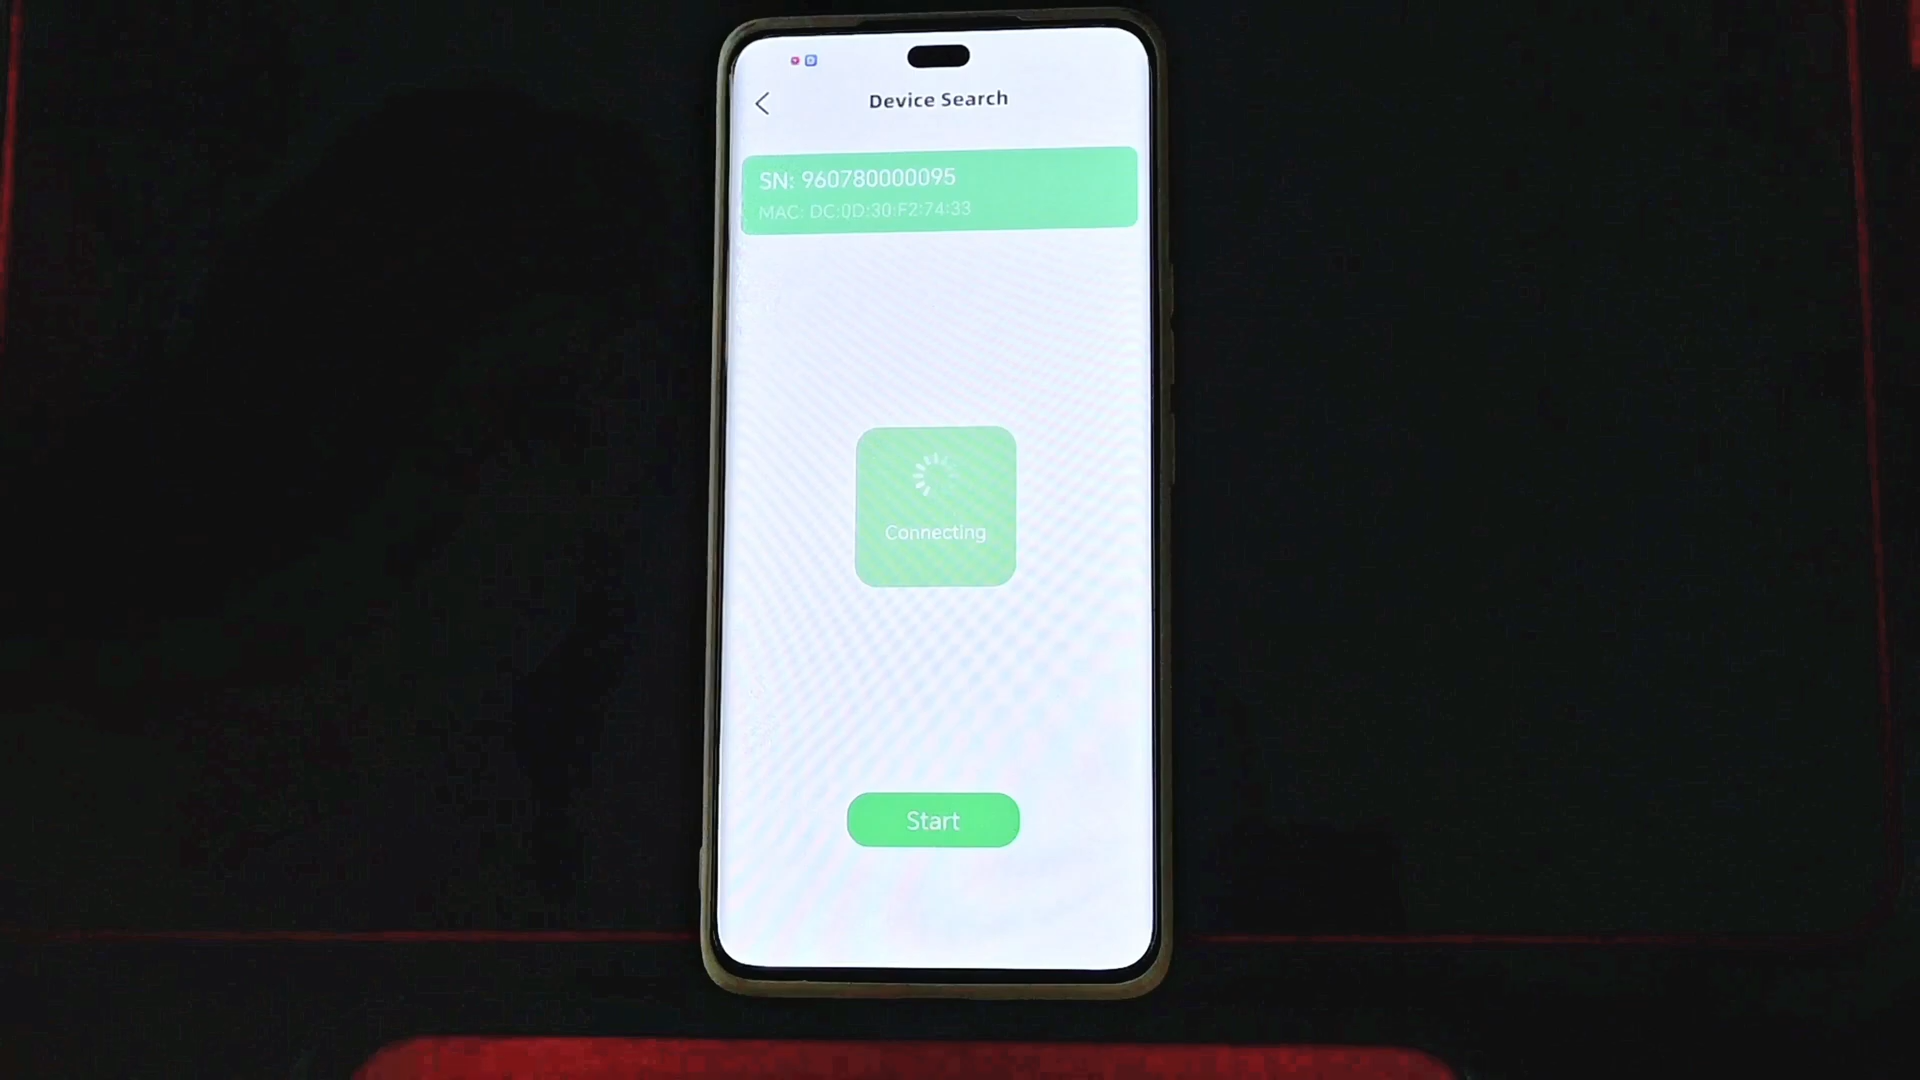 Device Search
SN: 960780000095
MAC: DC:0D:30:F2:74:33
Connecting
Start